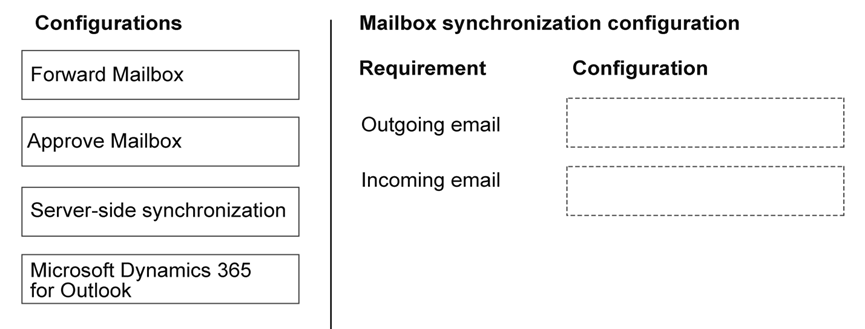 Configurations
Forward Mailbox
Approve Mailbox
Server-side synchronization
Microsoft Dynamics 365
for Outlook
Mailbox synchronization configuration
Requirement Configuration
Outgoing email
Incoming email